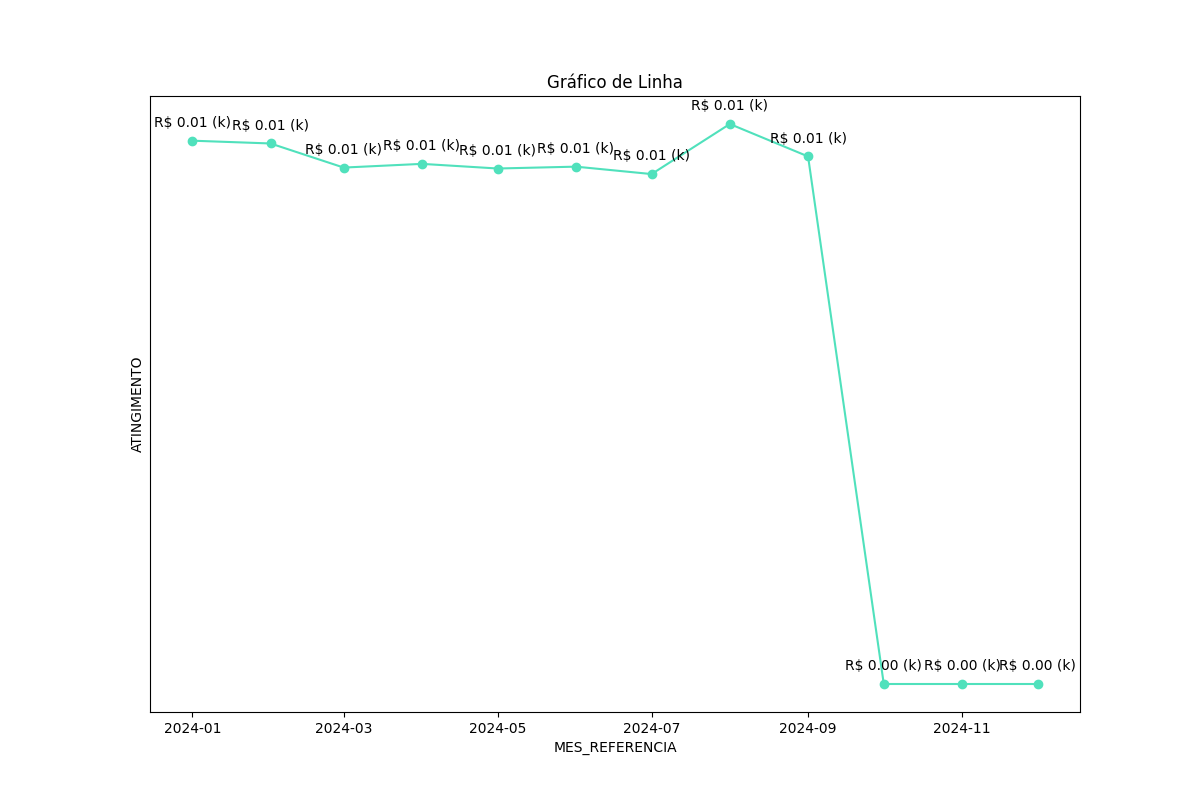 Gráfico de Linha
R$ 0.01 (k)
R$ 0.01 (k)
R$ 0.01 (k)
R$ 0.01 (k)
R$ 0.01 (k)
R$ 0.01 (k)
R$ 0.01 (k)
R$ 0.01 (k)
R$ 0.01 (k)
R$ 0.00 (k)
R$ 0.00 (k)
R$ 0.00 (k)
ATINGIMENTO
2024-01
2024-03
2024-05
2024-07
2024-09
2024-11
MES_REFERENCIA